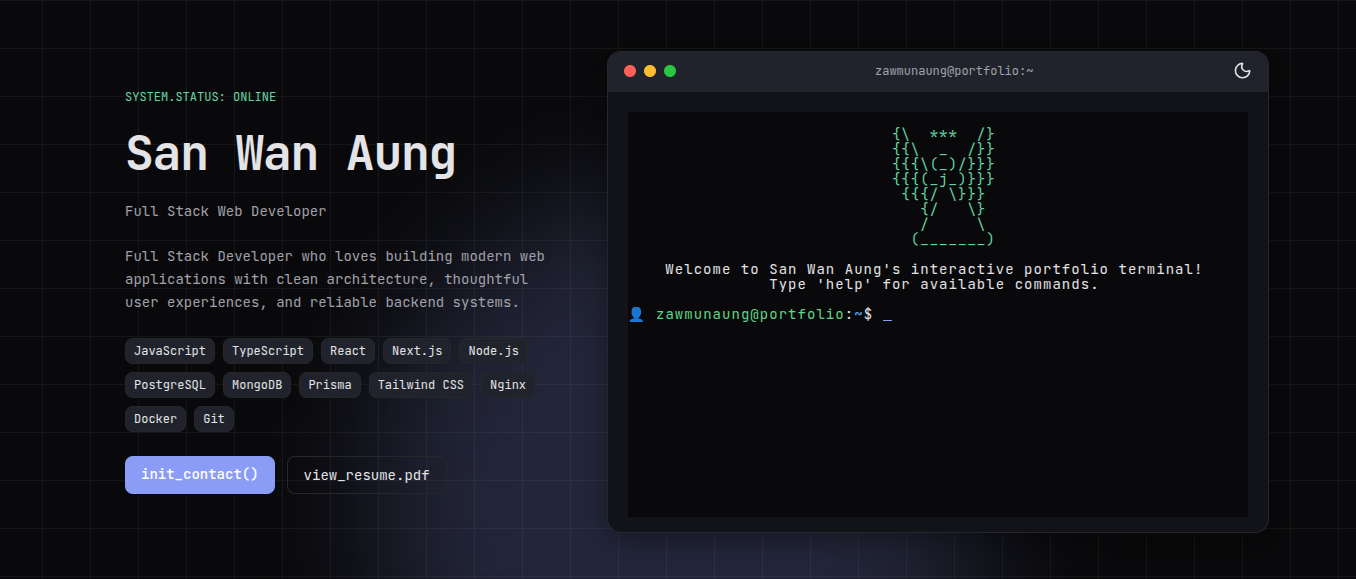 SYSTEM.STATUS: ONLINE
San Wan Aung
Full Stack Web Developer
Full Stack Developer who loves building modern web
applications with clean architecture, thoughtful
user experiences, and reliable backend systems.
JavaScript TypeScript React Next.js Node.js
PostgreSQL MongoDB Prisma Tailwind CSS Nginx
Docker Git
init_contact() view_resume.pdf
zawmunaung@portfolio:~
{\  ***  /}
{{\  _  /}}
{{{\(_)/}}}
{{{(_j_)}}}
{{{/ \}}}
{/   \}
/     \
(_______)
Welcome to San Wan Aung's interactive portfolio terminal!
Type 'help' for available commands.
👤 zawmunaung@portfolio:~$ _